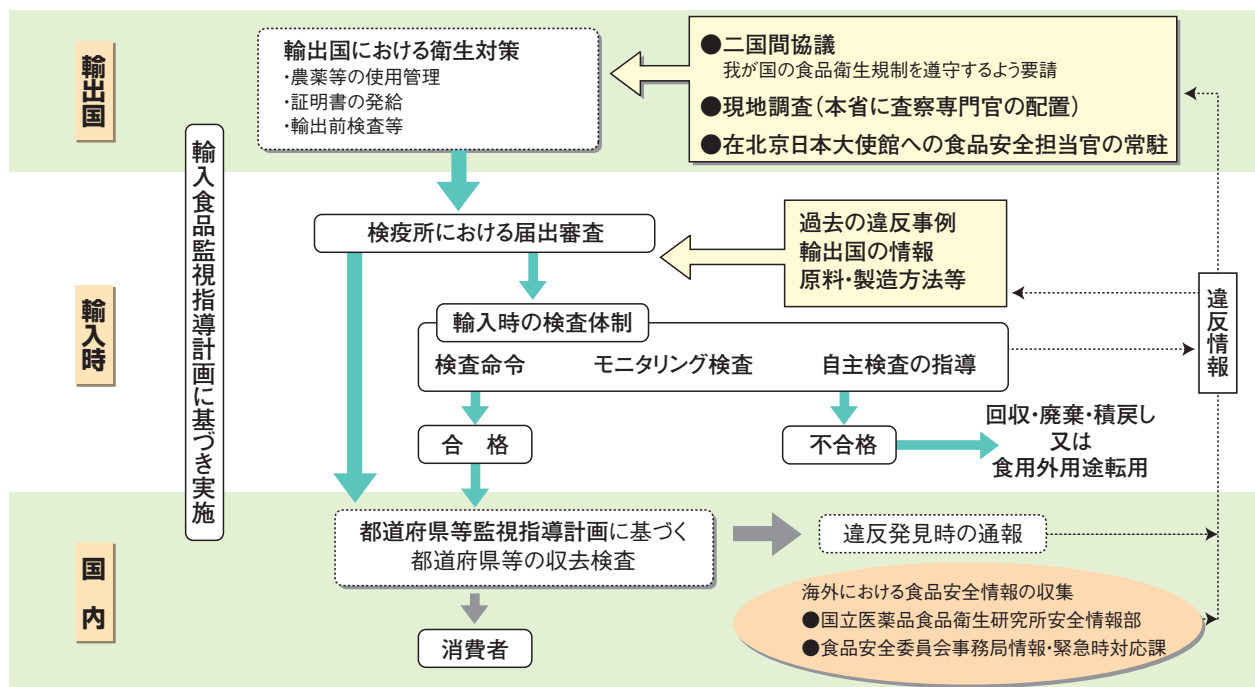 輸出国
輸出国における衛生対策
・農薬等の使用管理
・証明書の発給
・輸出前検査等
●二国間協議
我が国の食品衛生規制を遵守するよう要請
●現地調査（本省に査察専門官の配置）
●在北京日本大使館への食品安全担当官の常駐
輸入食品監視指導計画に基づき実施
輸入時
検疫所における届出審査
過去の違反事例
輸出国の情報
原料・製造方法等
違反情報
輸入時の検査体制
検査命令 モニタリング検査 自主検査の指導
合 格
不合格
回収・廃棄・積戻し
又は
食用外用途転用
国内
都道府県等監視指導計画に基づく
都道府県等の収去検査
違反発見時の通報
消費者
海外における食品安全情報の収集
●国立医薬品食品衛生研究所安全情報部
●食品安全委員会事務局情報・緊急時対応課